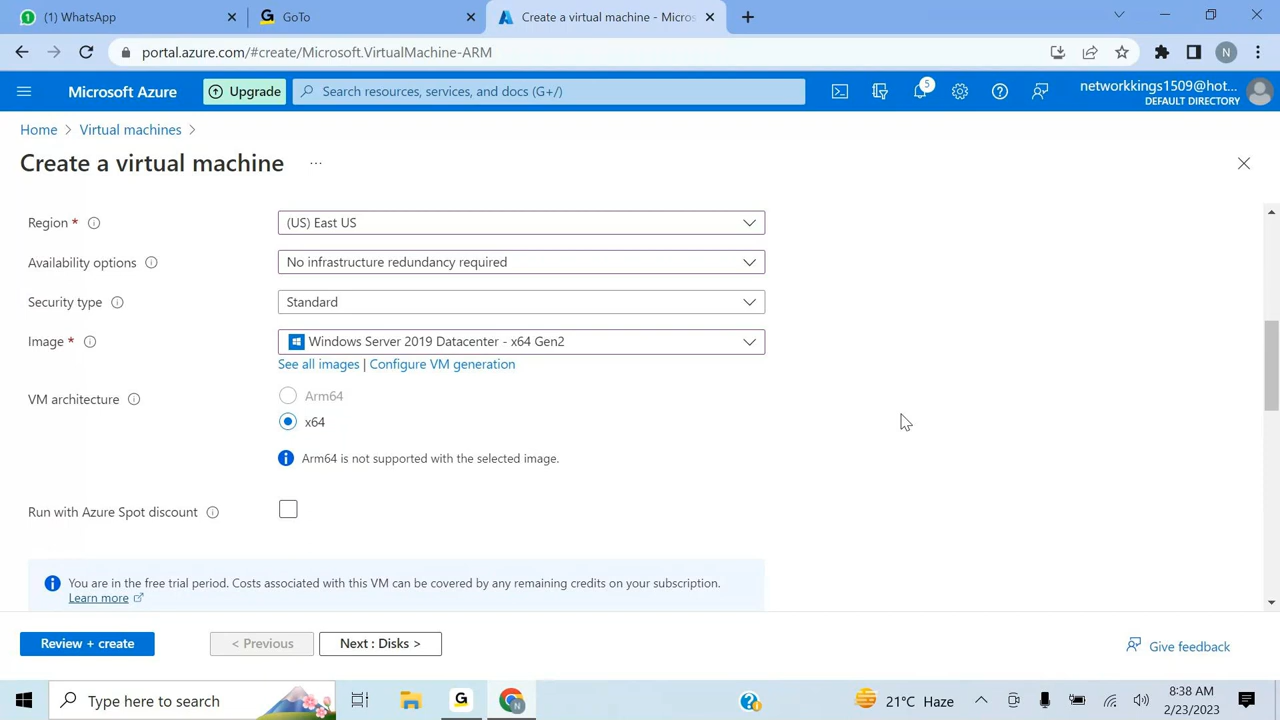 (1) WhatsApp
GoTo
Create a virtual machine - Micros
portal.azure.com/#create/Microsoft.VirtualMachine-ARM
N
Microsoft Azure
Upgrade
Search resources, services, and docs (G+/)
5
networkkings1509@hot...
DEFAULT DIRECTORY
Home > Virtual machines >
Create a virtual machine ...
Region *
(US) East US
Availability options
No infrastructure redundancy required
Security type
Standard
Image *
Windows Server 2019 Datacenter - x64 Gen2
See all images | Configure VM generation
VM architecture
Arm64
x64
Arm64 is not supported with the selected image.
Run with Azure Spot discount
You are in the free trial period. Costs associated with this VM can be covered by any remaining credits on your subscription.
Learn more
Review + create
< Previous
Next : Disks >
Give feedback
Type here to search
21°C Haze
8:38 AM
2/23/2023